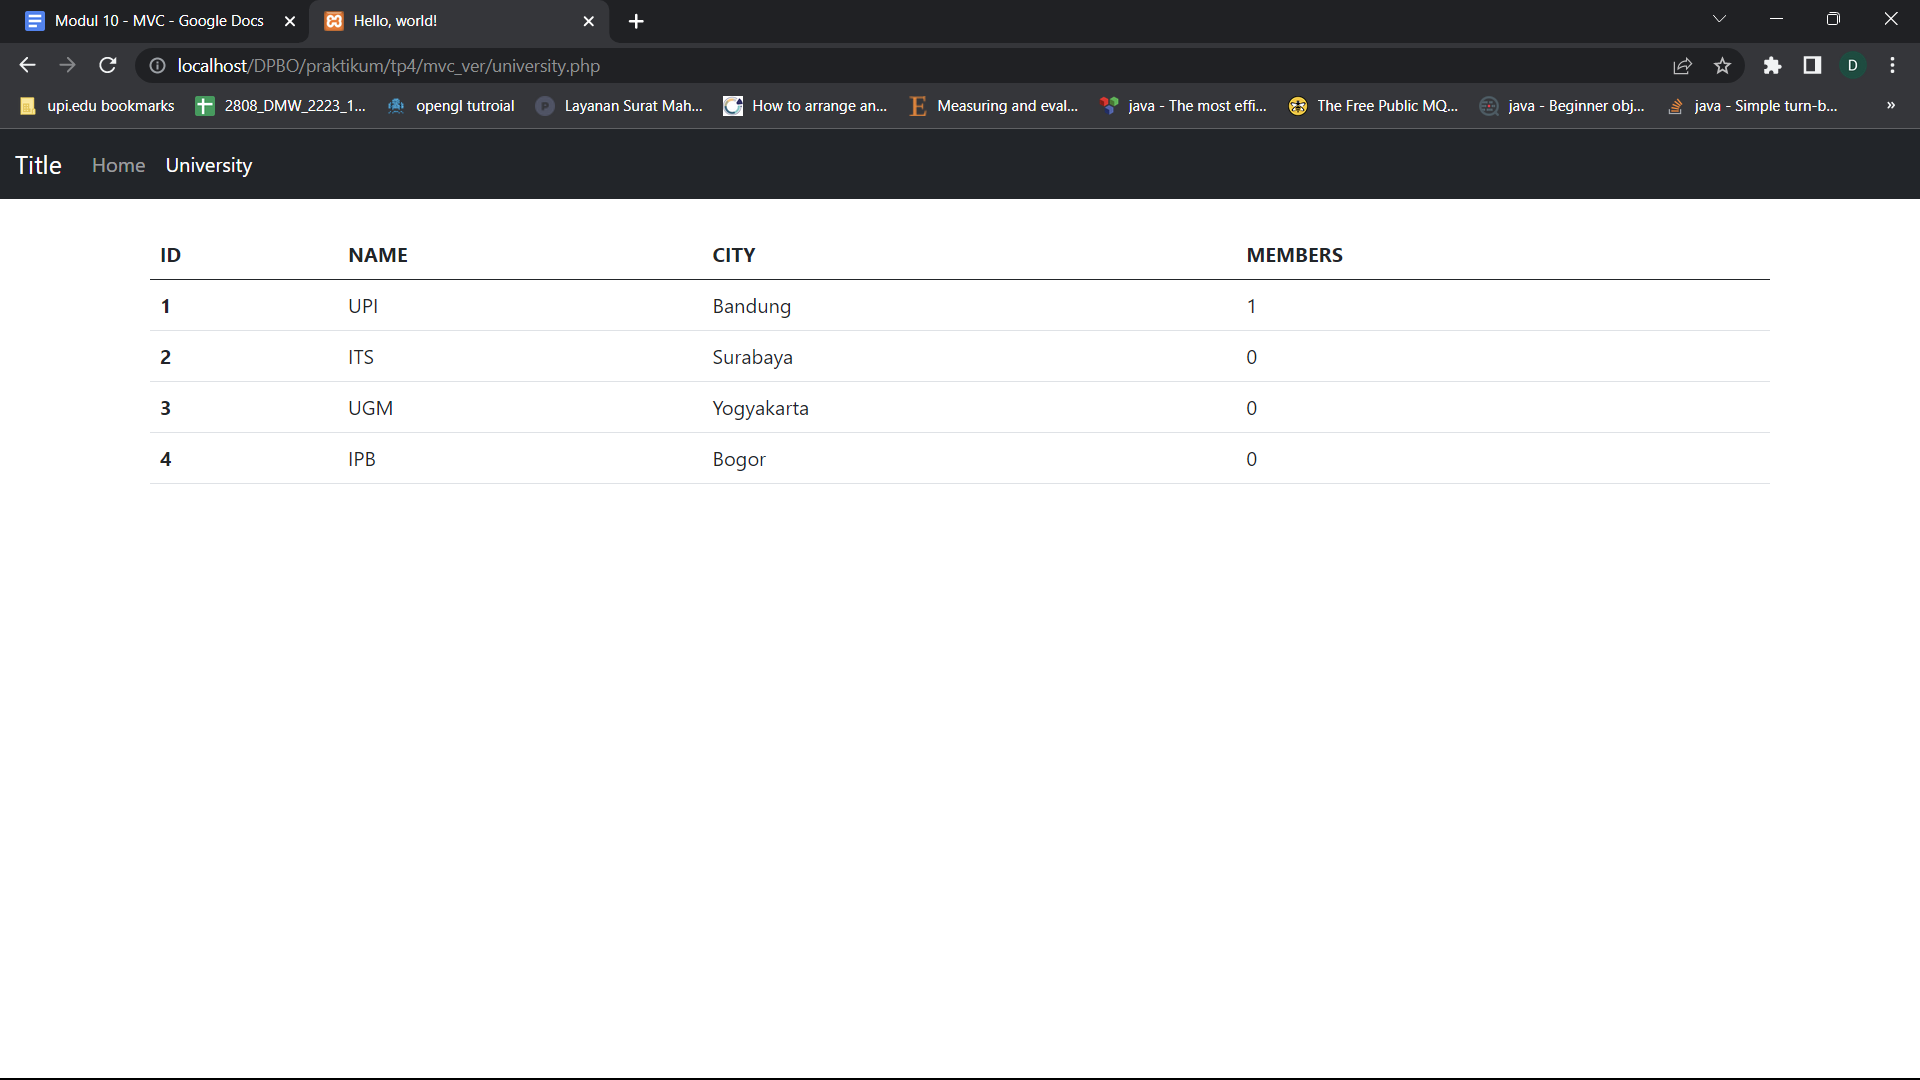 Modul 10 - MVC - Google Docs Hello, world!
localhost/DPBO/praktikum/tp4/mvc_ver/university.php D
upi.edu bookmarks 2808_DMW_2223_1... opengl tutroial P Layanan Surat Mah... How to arrange an... E Measuring and eval... java - The most effi... The Free Public MQ... java - Beginner obj... java - Simple turn-b... »
Title Home University
ID NAME CITY MEMBERS
1 UPI Bandung 1
2 ITS Surabaya 0
3 UGM Yogyakarta 0
4 IPB Bogor 0